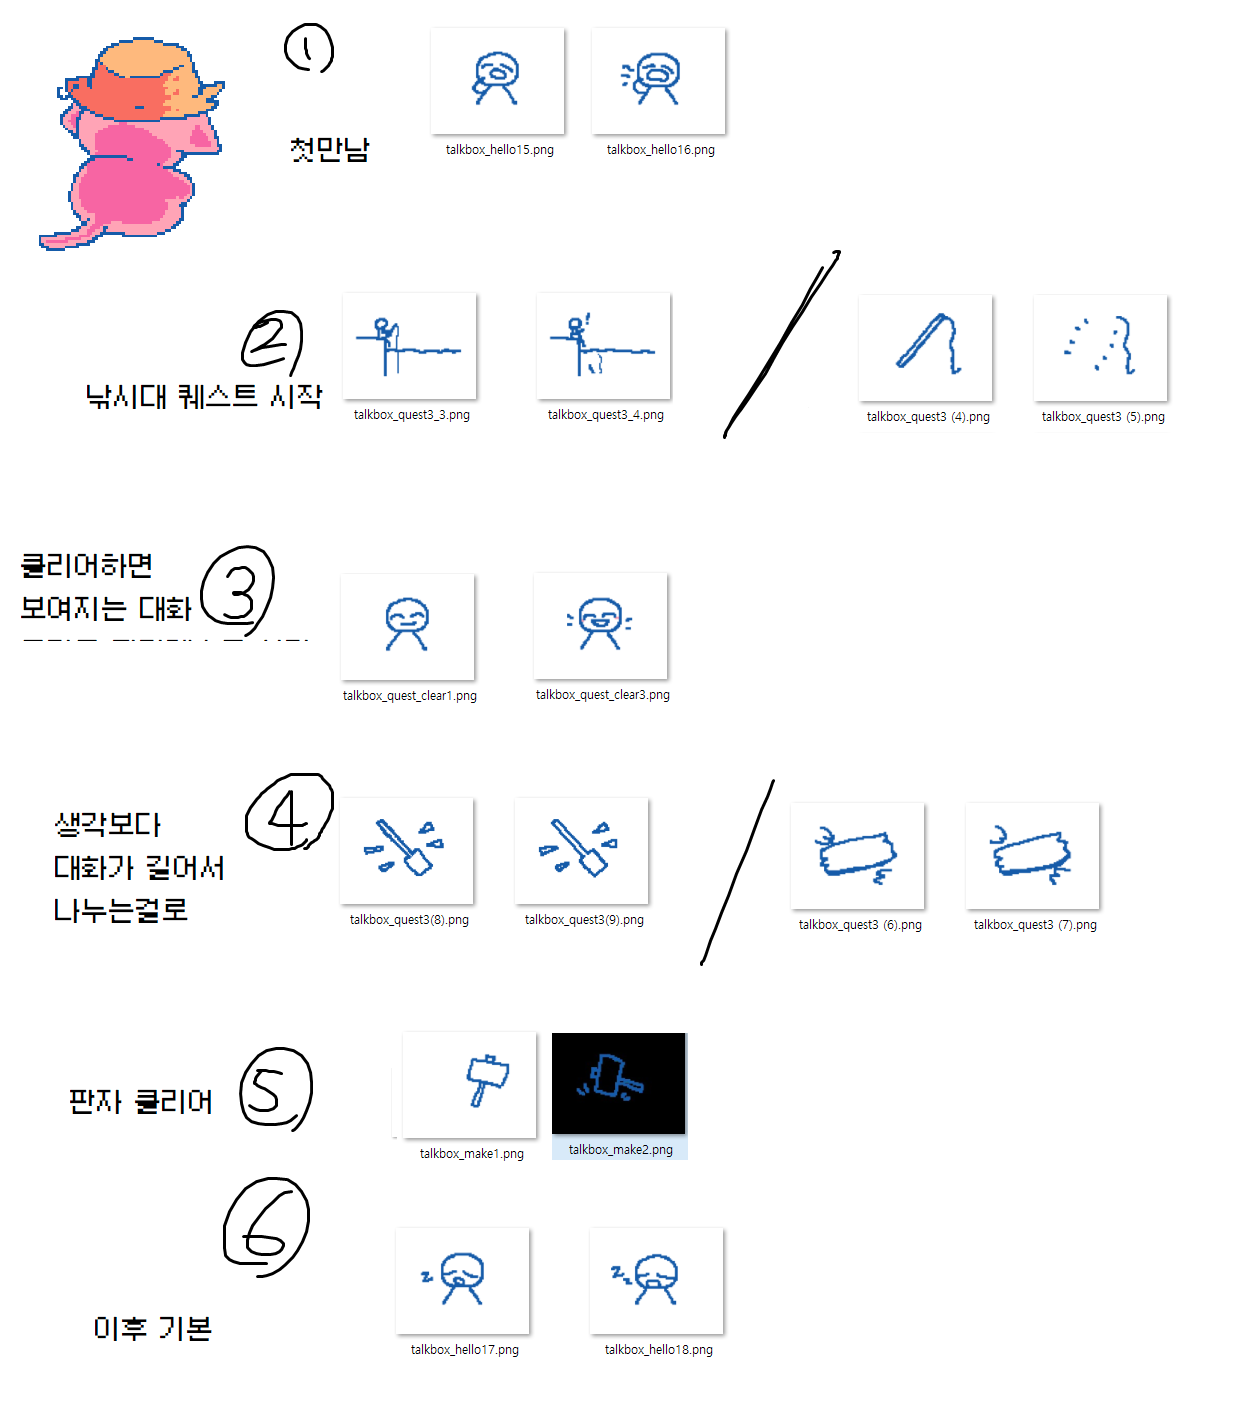 1
talkbox_hello15.png talkbox_hello16.png
첫만남
2
!
낚시대 퀘스트 시작
talkbox_quest3_3.png talkbox_quest3_4.png talkbox_quest3 (4).png talkbox_quest3 (5).png
클리어하면
보여지는 대화
3
talkbox_quest_clear1.png talkbox_quest_clear3.png
4
생각보다
대화가 길어서
나누는걸로
talkbox_quest3(8).png talkbox_quest3(9).png talkbox_quest3 (6).png talkbox_quest3 (7).png
5
판자 클리어
talkbox_make1.png talkbox_make2.png
6
z z z
이후 기본
talkbox_hello17.png talkbox_hello18.png